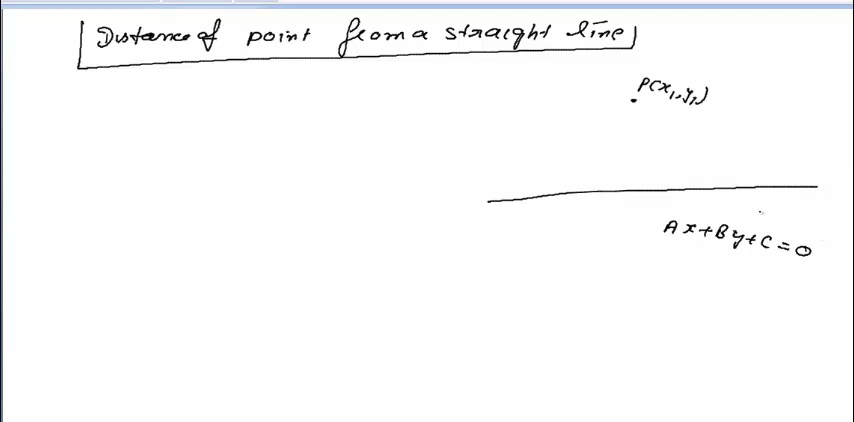 Distance of point from a straight line
P(x₁,y₁)
Ax+By+C=0